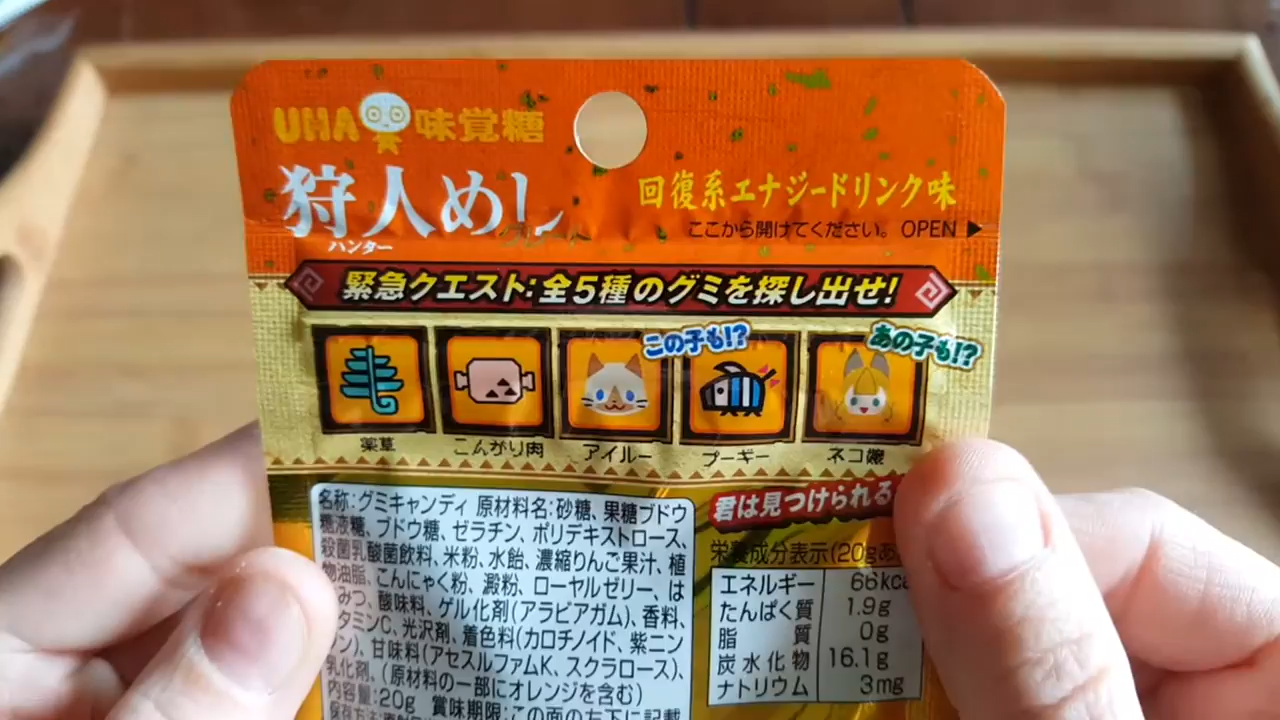 UHA 味覚糖
狩人めし
ハンター
回復系エナジードリンク味
ここから開けてください。 OPEN ▶
緊急クエスト:全5種のグミを探し出せ!
この子も!?
あの子も!?
薬草
こんがり肉
アイルー
プーギー
ネコ嬢
君は見つけられる
名称:グミキャンディ 原材料名:砂糖、果糖ブドウ
糖液糖、ブドウ糖、ゼラチン、ポリデキストロース、
殺菌乳酸菌飲料、米粉、水飴、濃縮りんご果汁、植
物油脂、こんにゃく粉、澱粉、ローヤルゼリー、は
みつ、酸味料、ゲル化剤(アラビアガム)、香料、
タミンC、光沢剤、着色料(カロチノイド、紫ニン
ン)、甘味料(アセスルファムK、スクラロース)、
乳化剤、(原材料の一部にオレンジを含む)
内容量:20g 賞味期限:この面の左下に記載
栄養成分表示(20gあ
エネルギー 66kca
たんぱく質 1.9g
脂質 0g
炭水化物 16.1g
ナトリウム 3mg